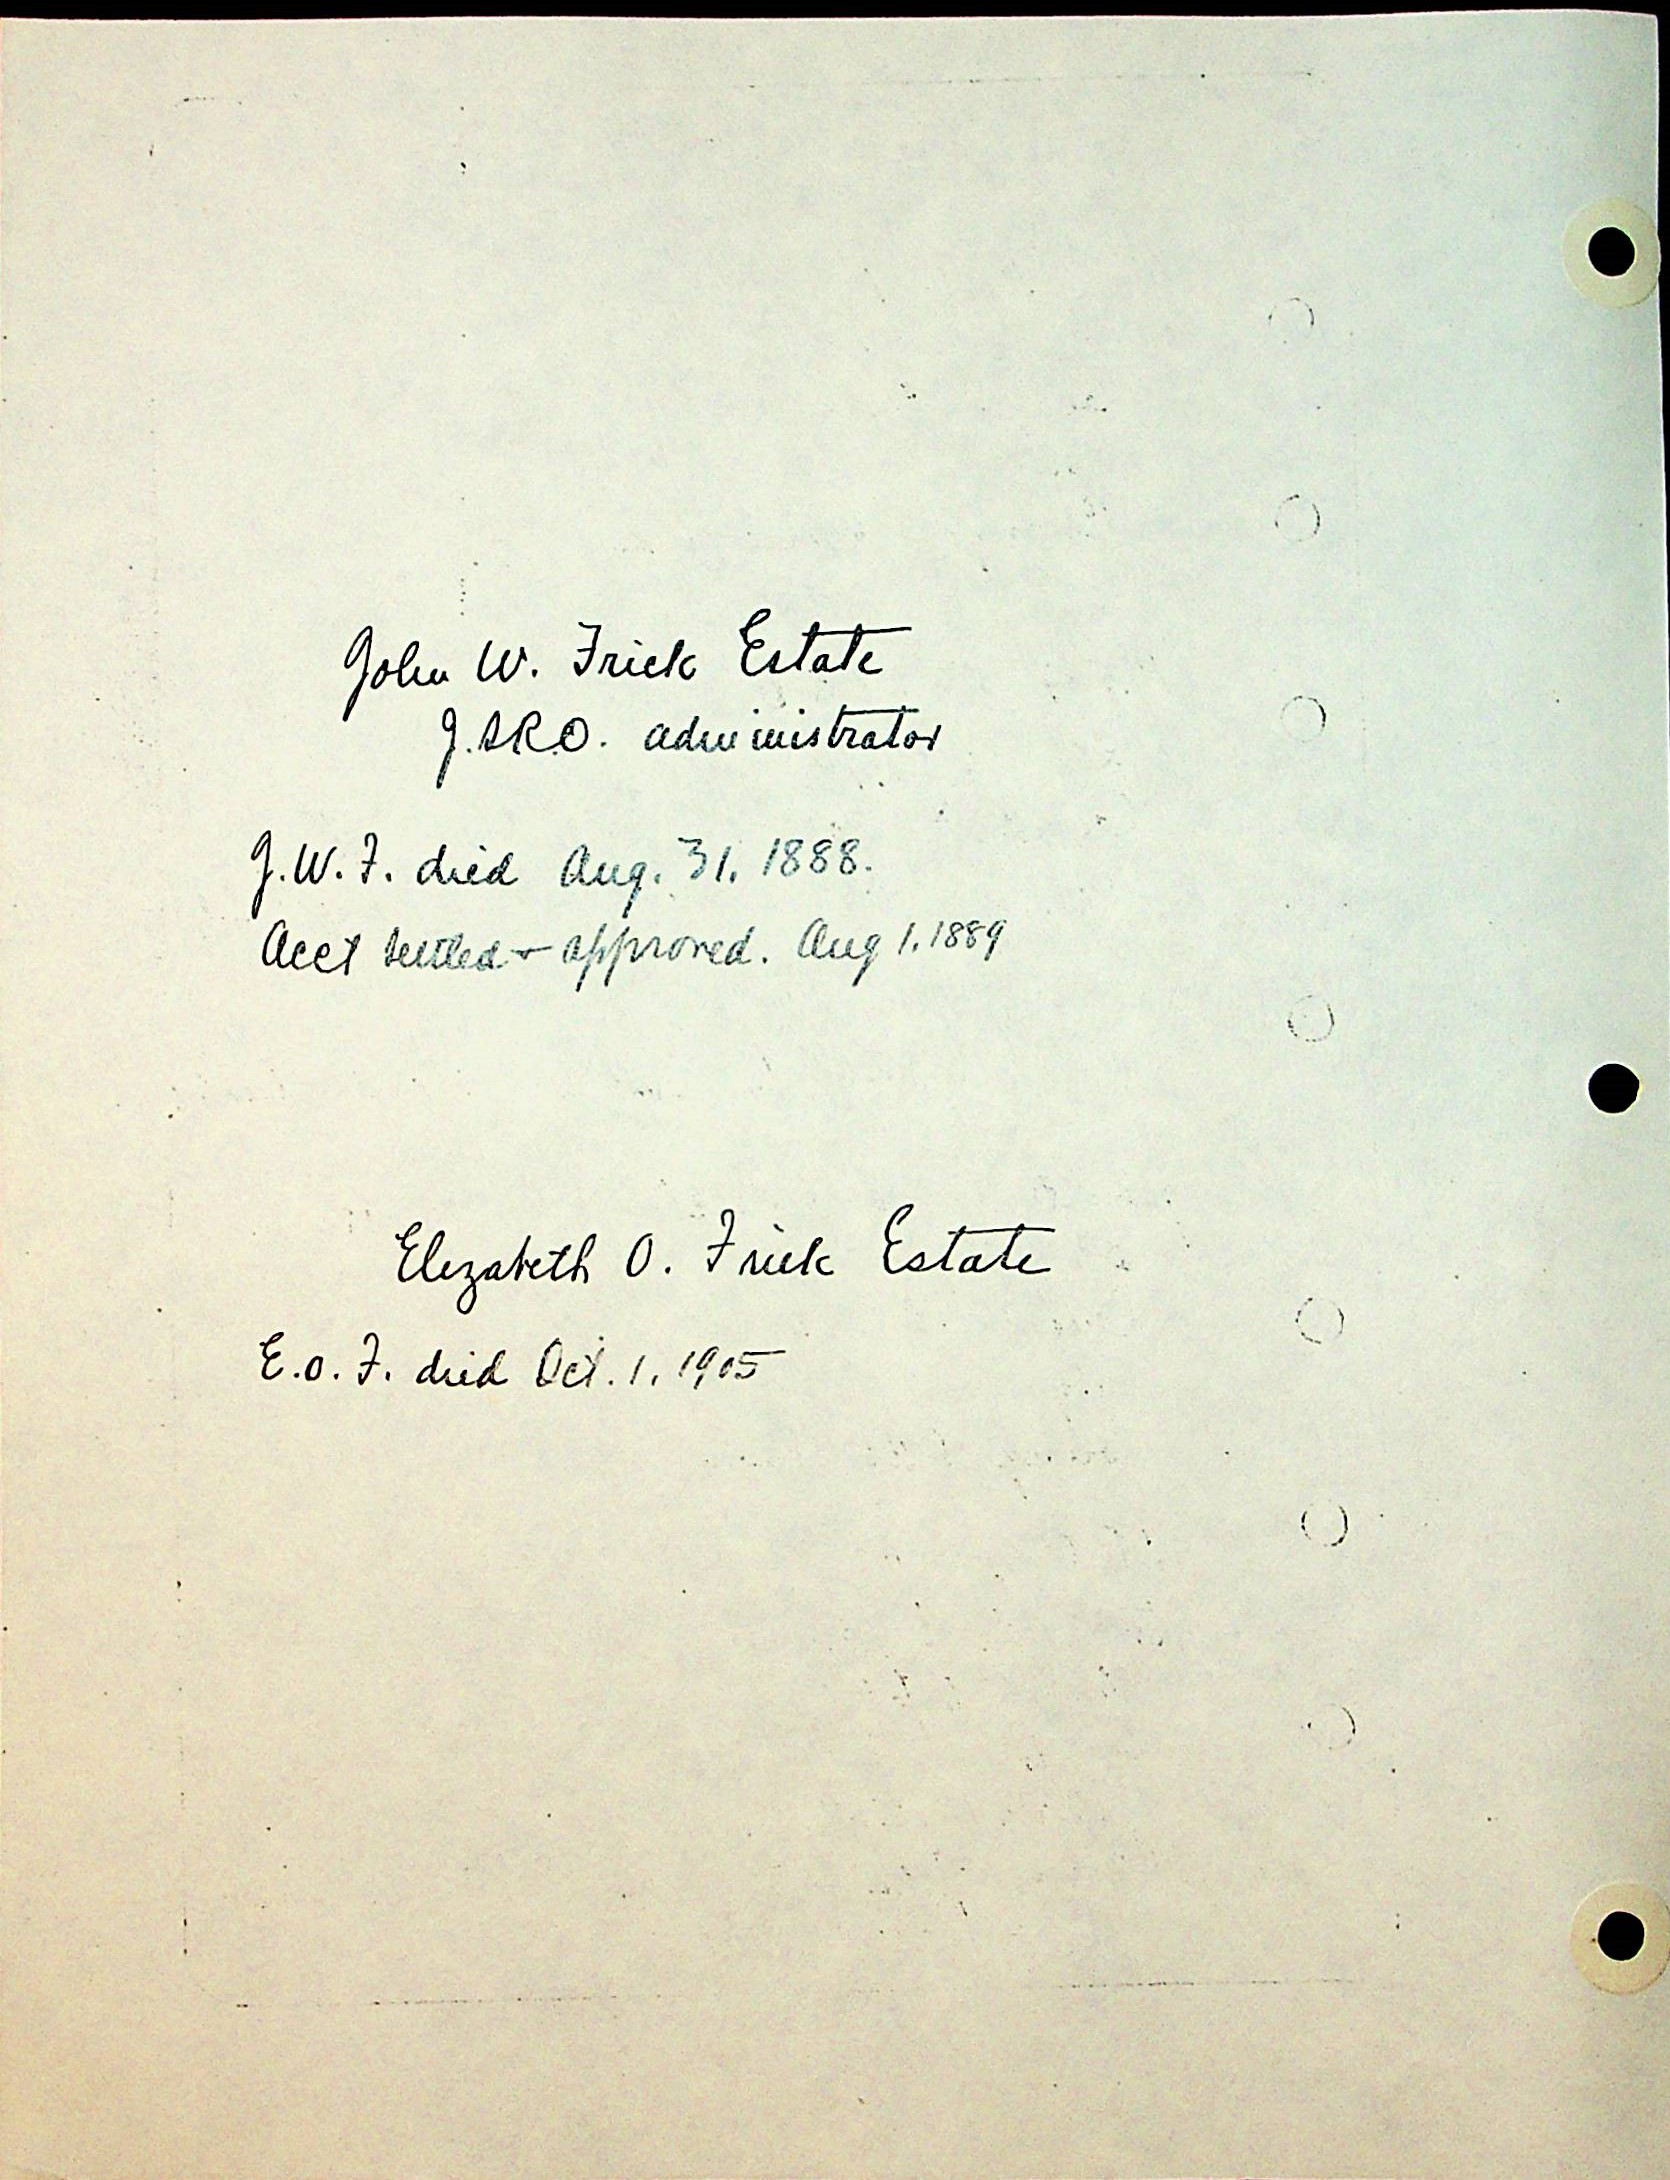 John W. Frick Estate
J.S.R.O. administrator
J.W.F. died Aug. 31, 1888.
Acct settled + approved. Aug 1, 1889
Elizabeth O. Frick Estate
E.O.F. died Oct. 1, 1905